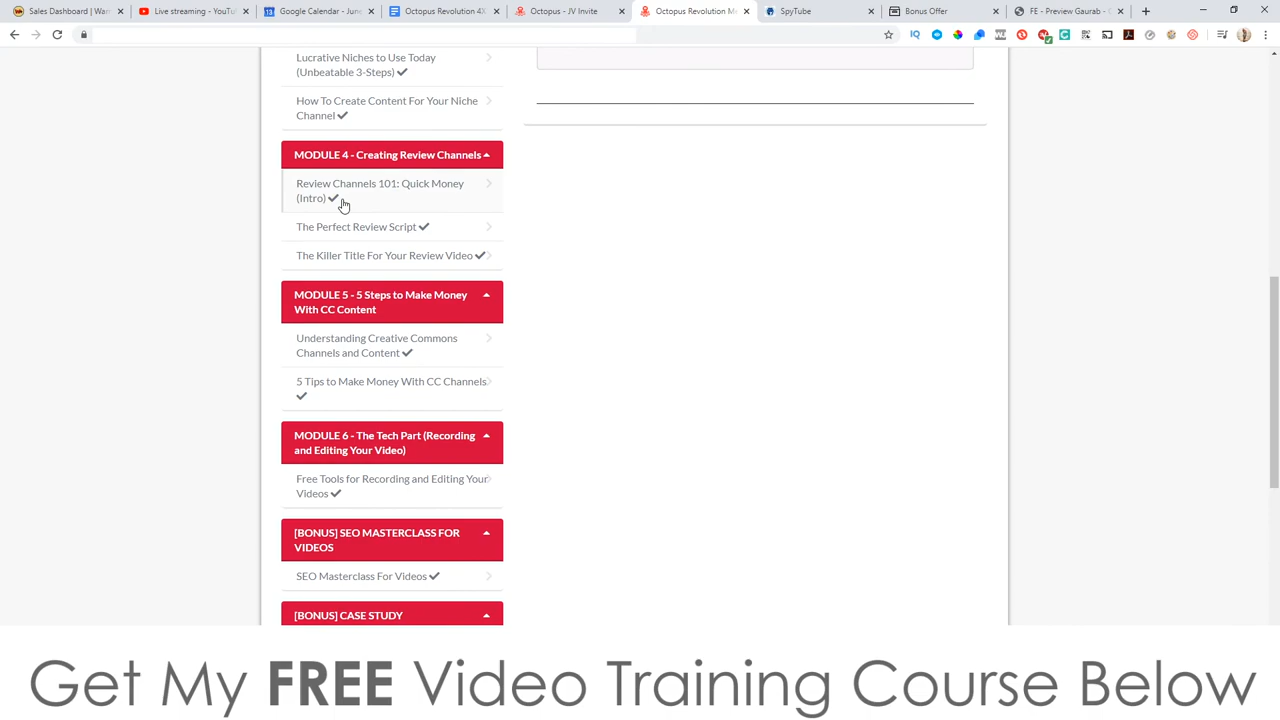 Sales Dashboard | War
Live streaming - YouTu
Google Calendar - June
Octopus Revolution 4X
Octopus - JV Invite
Octopus Revolution Me
SpyTube
Bonus Offer
FE - Preview Gaurab - C
Lucrative Niches to Use Today
(Unbeatable 3-Steps)
How To Create Content For Your Niche
Channel
MODULE 4 - Creating Review Channels
Review Channels 101: Quick Money
(Intro)
The Perfect Review Script
The Killer Title For Your Review Video
MODULE 5 - 5 Steps to Make Money
With CC Content
Understanding Creative Commons
Channels and Content
5 Tips to Make Money With CC Channels
MODULE 6 - The Tech Part (Recording
and Editing Your Video)
Free Tools for Recording and Editing Your
Videos
[BONUS] SEO MASTERCLASS FOR
VIDEOS
SEO Masterclass For Videos
[BONUS] CASE STUDY
Get My FREE Video Training Course Below